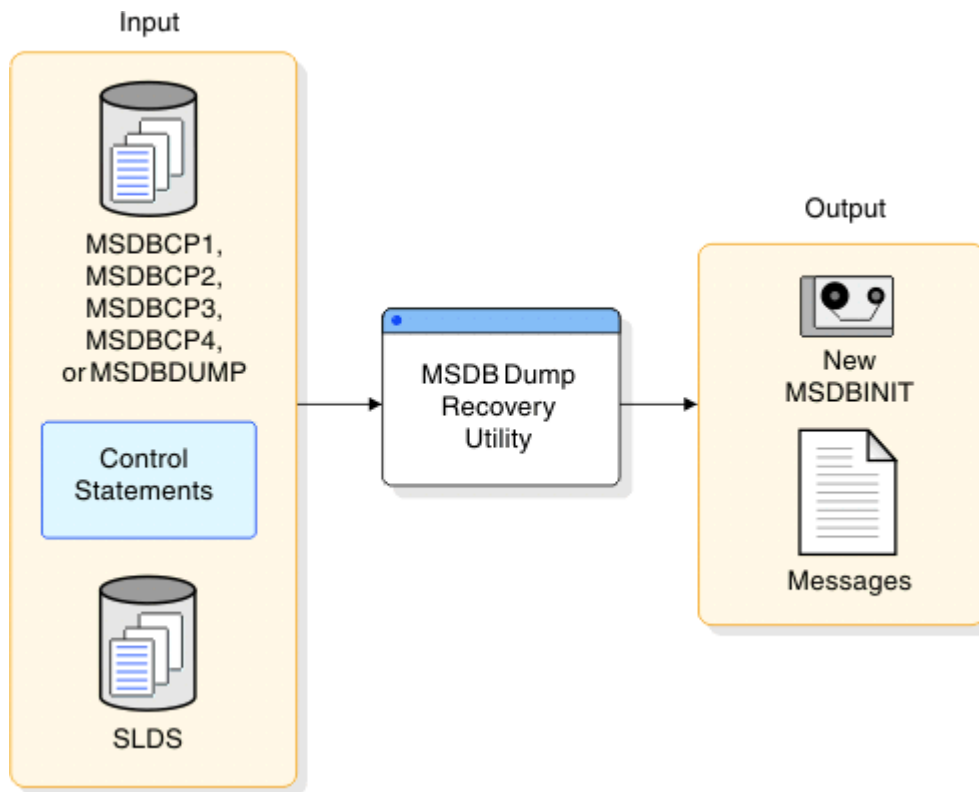 Input
MSDBCP1,
MSDBCP2,
MSDBCP3,
MSDBCP4,
or MSDBDUMP
Control
Statements
SLDS
MSDB Dump
Recovery
Utility
Output
New
MSDBINIT
Messages